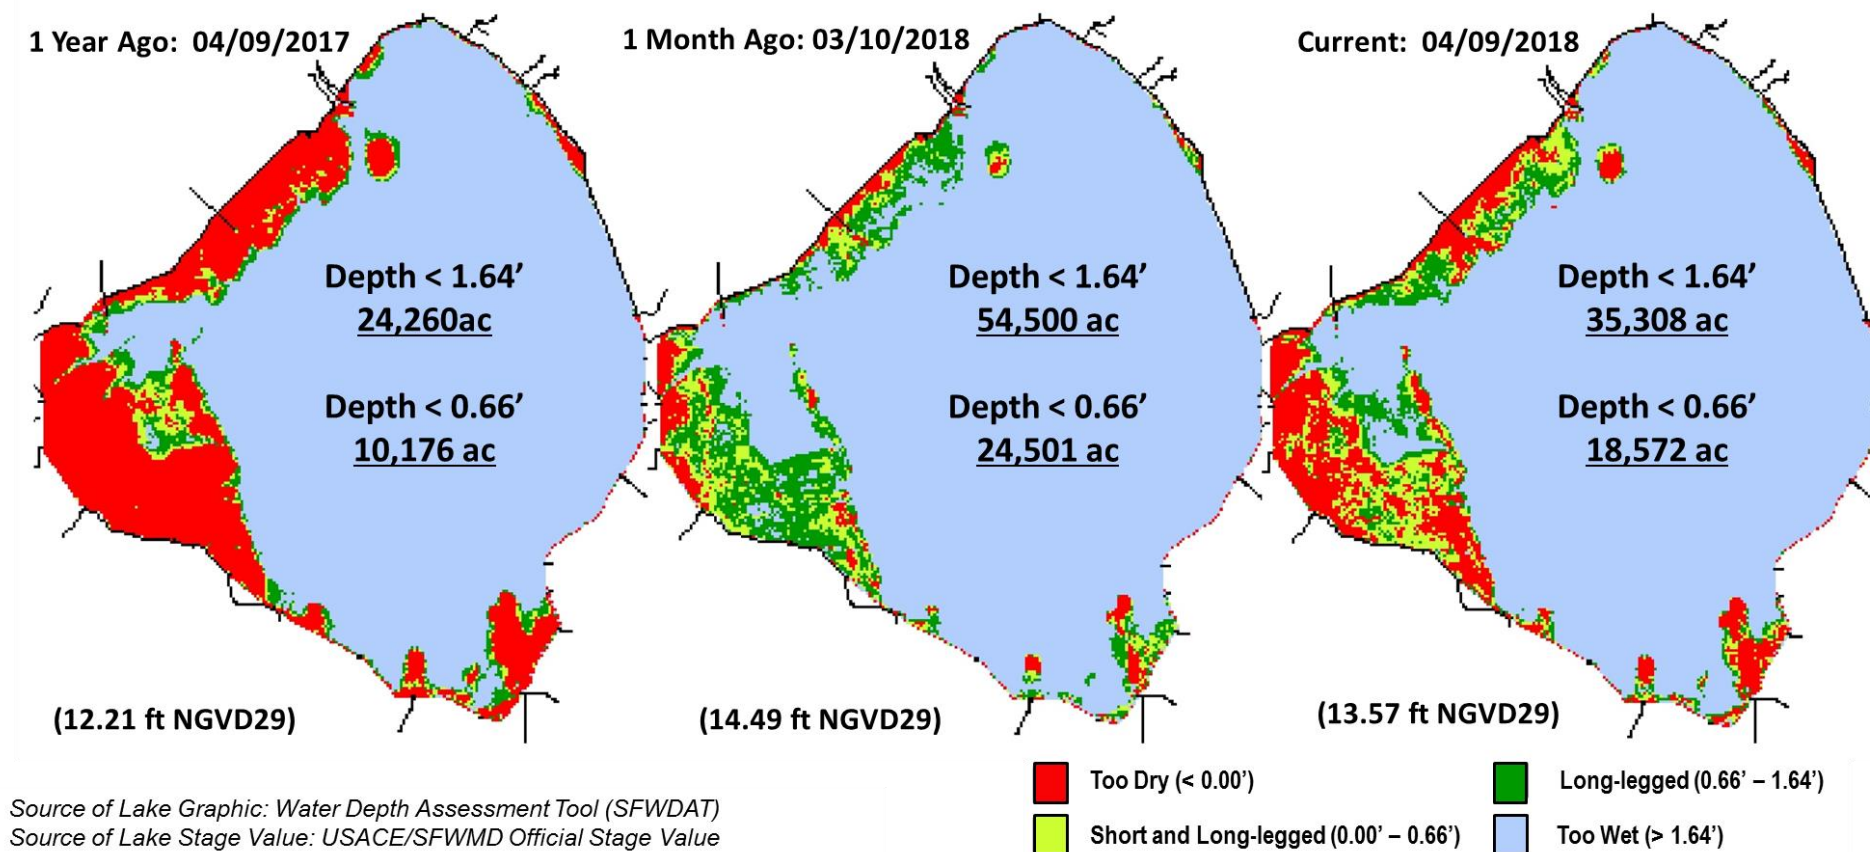 1 Year Ago: 04/09/2017
Depth < 1.64’
24,260ac
Depth < 0.66’
10,176 ac
(12.21 ft NGVD29)
1 Month Ago: 03/10/2018
Depth < 1.64’
54,500 ac
Depth < 0.66’
24,501 ac
(14.49 ft NGVD29)
Current: 04/09/2018
Depth < 1.64’
35,308 ac
Depth < 0.66’
18,572 ac
(13.57 ft NGVD29)
Too Dry (< 0.00’)
Long-legged (0.66’ – 1.64’)
Short and Long-legged (0.00’ – 0.66’)
Too Wet (> 1.64’)
Source of Lake Graphic: Water Depth Assessment Tool (SFWDAT)
Source of Lake Stage Value: USACE/SFWMD Official Stage Value